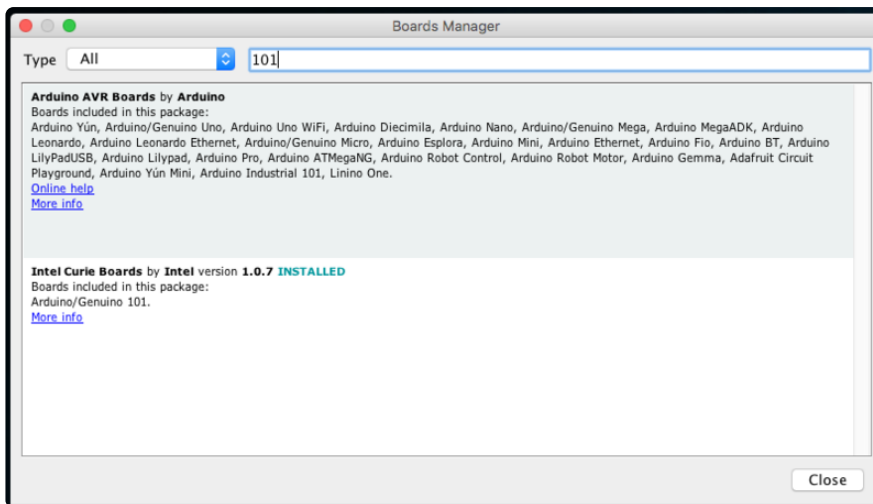 Boards Manager
Type All 101
Arduino AVR Boards by Arduino
Boards included in this package:
Arduino Yún, Arduino/Genuino Uno, Arduino Uno WiFi, Arduino Diecimila, Arduino Nano, Arduino/Genuino Mega, Arduino MegaADK, Arduino
Leonardo, Arduino Leonardo Ethernet, Arduino/Genuino Micro, Arduino Esplora, Arduino Mini, Arduino Ethernet, Arduino Fio, Arduino BT, Arduino
LilyPadUSB, Arduino Lilypad, Arduino Pro, Arduino ATMegaNG, Arduino Robot Control, Arduino Robot Motor, Arduino Gemma, Adafruit Circuit
Playground, Arduino Yún Mini, Arduino Industrial 101, Linino One.
Online help
More info
Intel Curie Boards by Intel version 1.0.7 INSTALLED
Boards included in this package:
Arduino/Genuino 101.
More info
Close